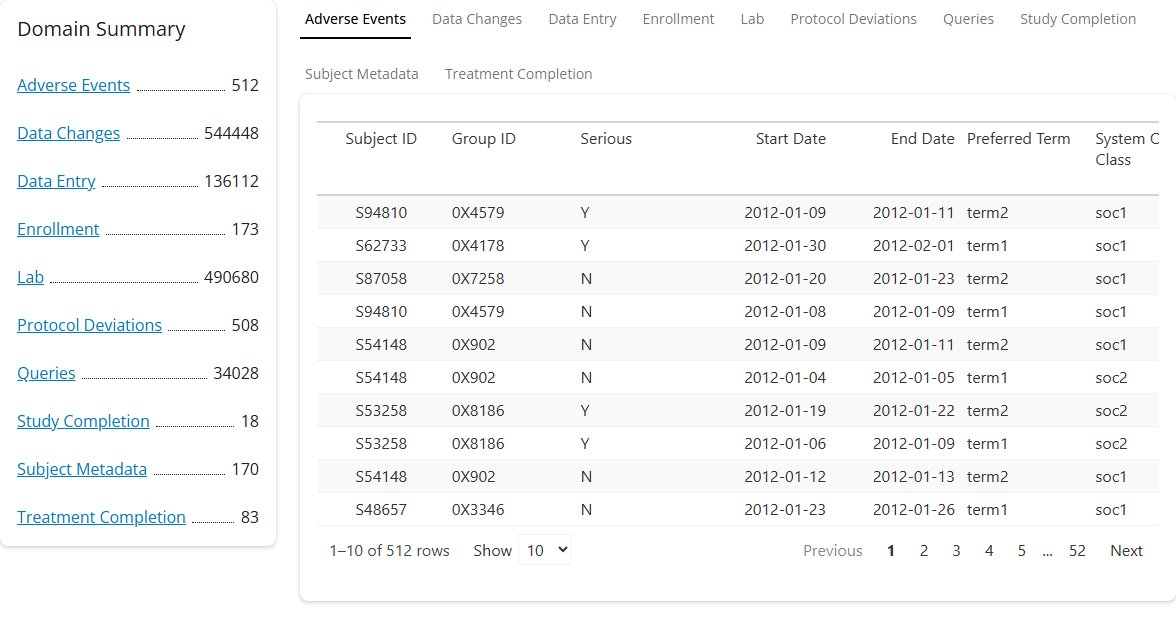 Domain Summary
Adverse Events 512
Data Changes 544448
Data Entry 136112
Enrollment 173
Lab 490680
Protocol Deviations 508
Queries 34028
Study Completion 18
Subject Metadata 170
Treatment Completion 83
Adverse Events Data Changes Data Entry Enrollment Lab Protocol Deviations Queries Study Completion
Subject Metadata Treatment Completion
Subject ID Group ID Serious Start Date End Date Preferred Term System C
Class
S94810 0X4579 Y 2012-01-09 2012-01-11 term2 soc1
S62733 0X4178 Y 2012-01-30 2012-02-01 term1 soc1
S87058 0X7258 N 2012-01-20 2012-01-23 term2 soc1
S94810 0X4579 N 2012-01-08 2012-01-09 term1 soc1
S54148 0X902 N 2012-01-09 2012-01-11 term2 soc1
S54148 0X902 N 2012-01-04 2012-01-05 term1 soc2
S53258 0X8186 Y 2012-01-19 2012-01-22 term2 soc2
S53258 0X8186 Y 2012-01-06 2012-01-09 term1 soc2
S54148 0X902 N 2012-01-12 2012-01-13 term2 soc1
S48657 0X3346 N 2012-01-23 2012-01-26 term1 soc1
1–10 of 512 rows Show 10 Previous 1 2 3 4 5 ... 52 Next